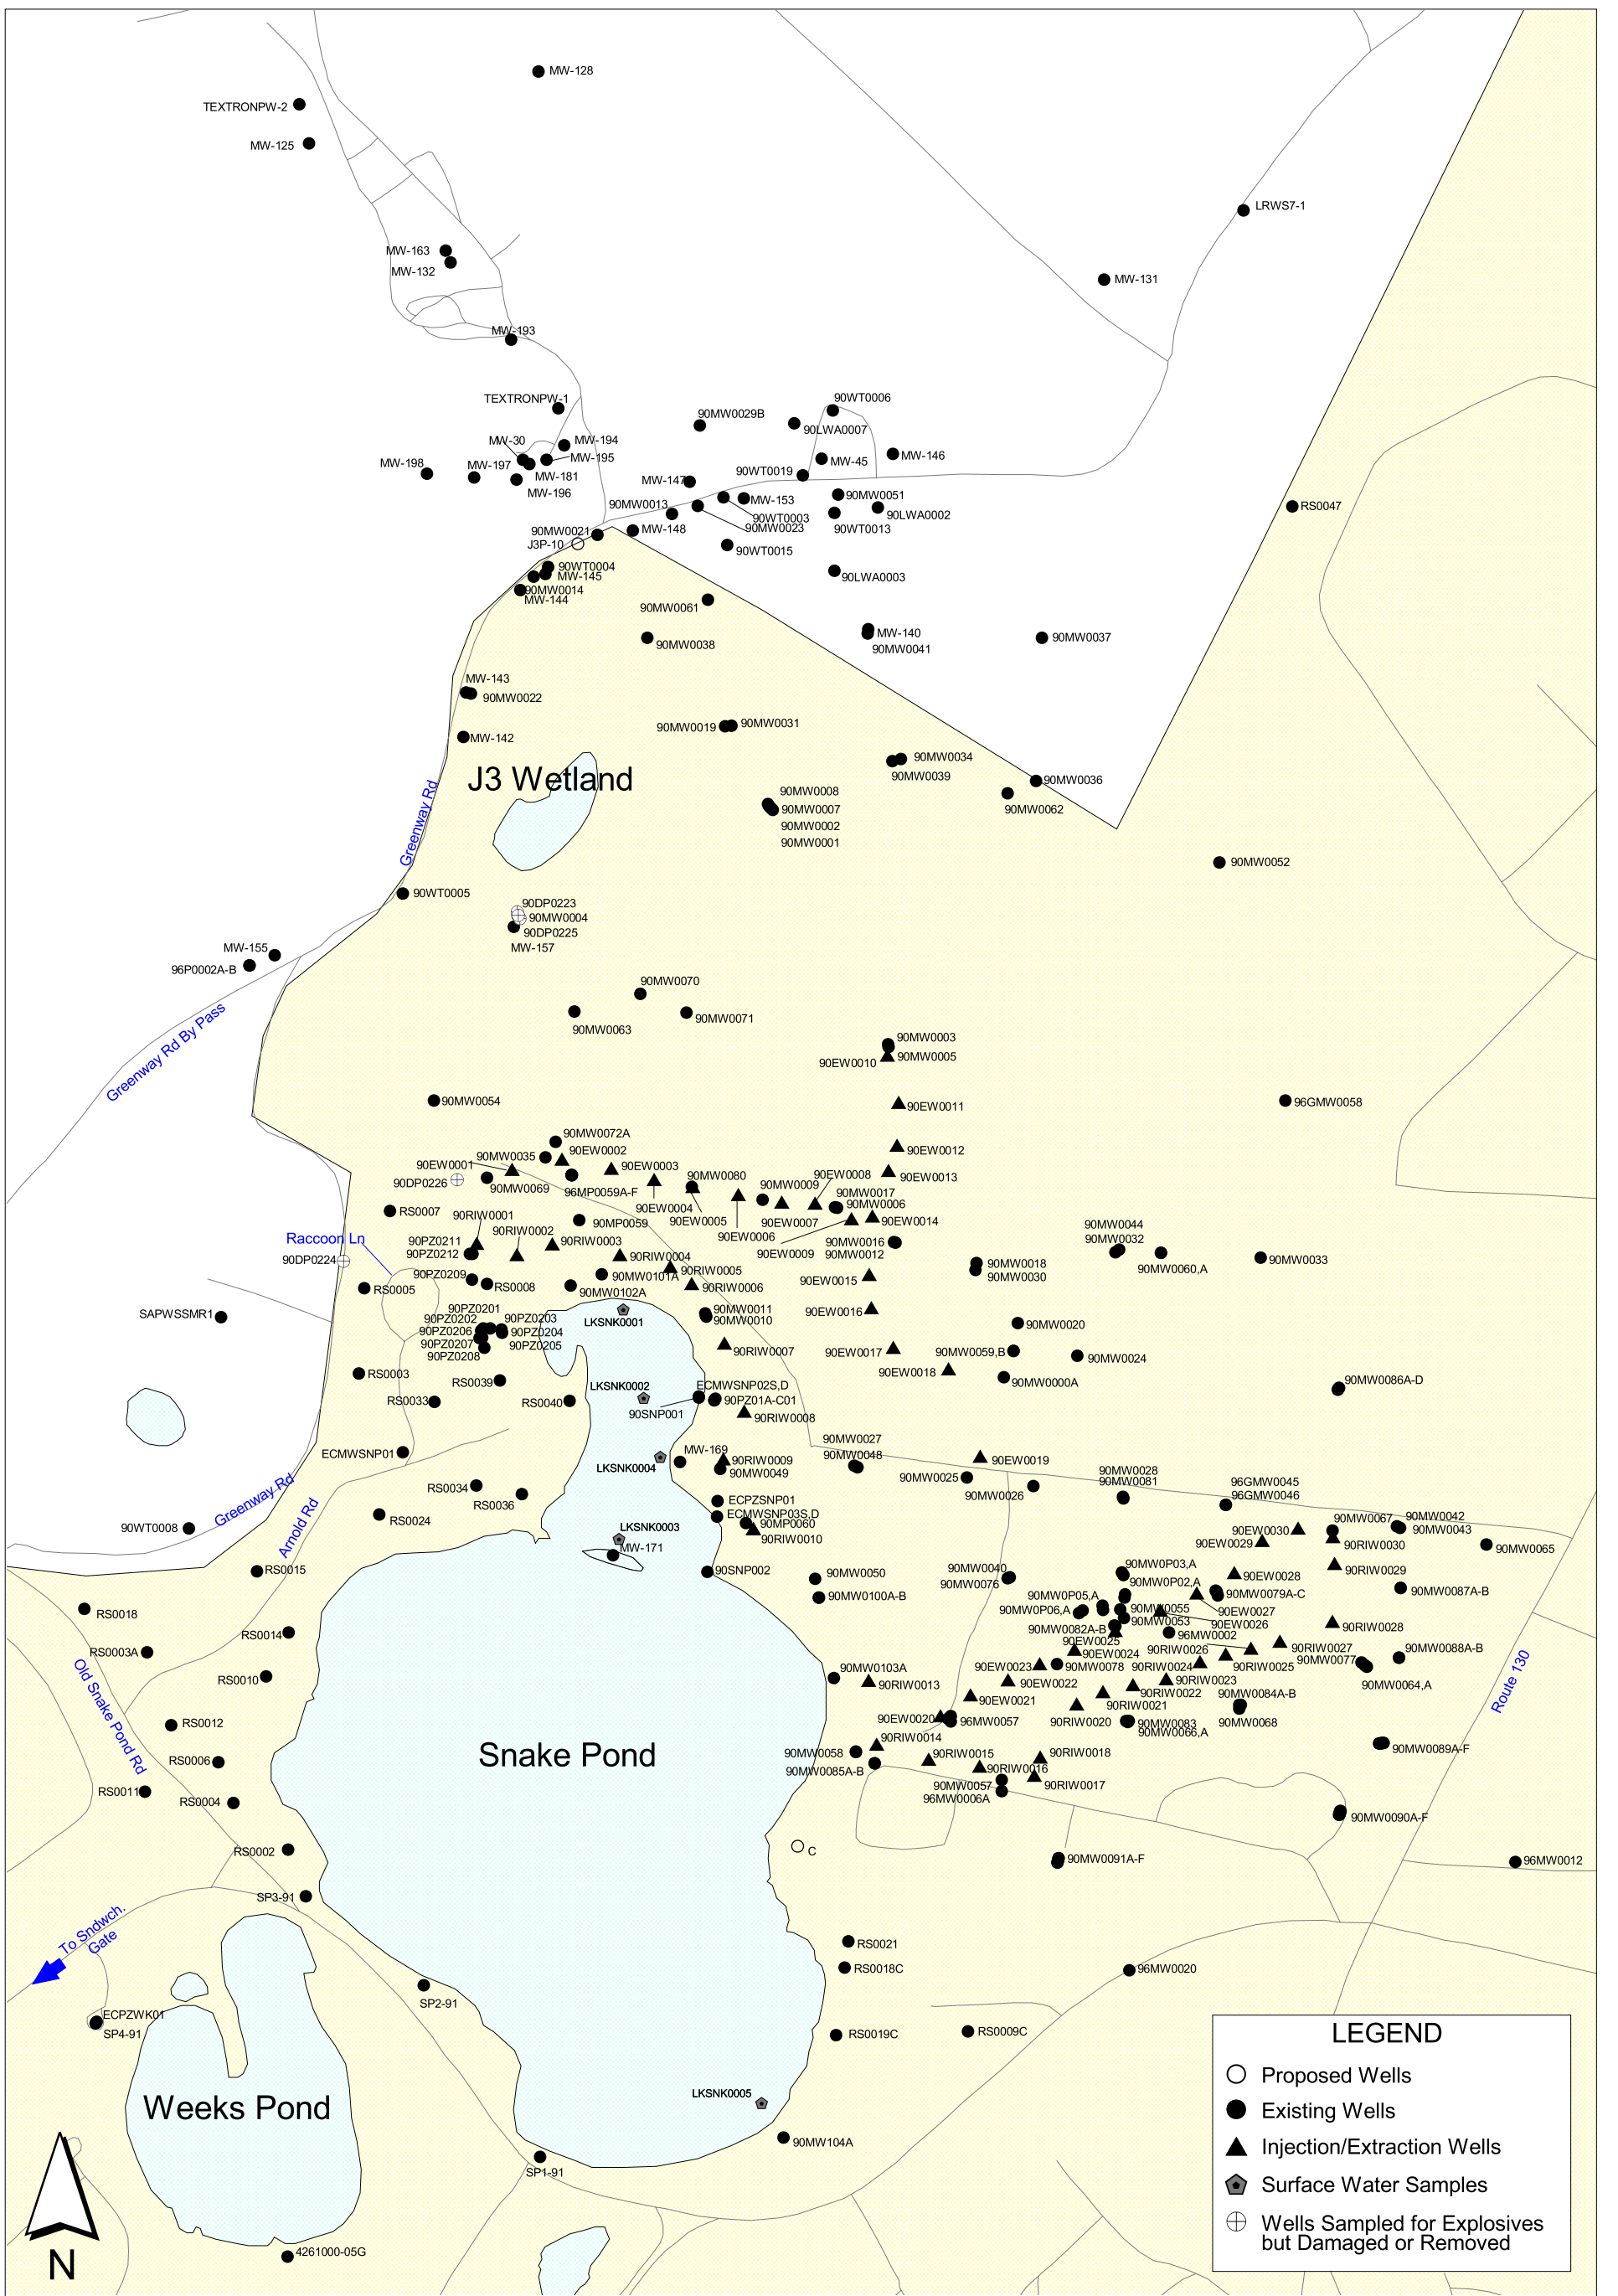 MW-128
TEXTRONPW-2
MW-125
LRWS7-1
MW-163
MW-132
MW-131
MW-193
TEXTRONPW-1
90WT0006
90MW0029B
90LWA0007
MW-30
MW-194
MW-195
MW-45
MW-146
MW-198
MW-197
MW-181
MW-196
90WT0019
MW-147
90MW0051
MW-153
90MW0013
90WT0003
90LWA0002
RS0047
90MW0023
90WT0013
90MW0021
MW-148
J3P-10
90WT0015
90WT0004
MW-145
90LWA0003
90MW0014
MW-144
90MW0061
MW-140
90MW0037
90MW0038
90MW0041
MW-143
90MW0022
90MW0019
90MW0031
MW-142
90MW0034
90MW0039
J3 Wetland
90MW0036
90MW0008
90MW0007
90MW0062
90MW0002
90MW0001
Greenway Rd
90MW0052
90WT0005
90DP0223
90MW0004
90DP0225
MW-157
MW-155
96P0002A-B
90MW0070
90MW0063
90MW0071
Greenway Rd By Pass
90MW0003
90EW0010
90MW0005
90MW0054
90EW0011
96GMW0058
90MW0072A
90EW0002
90EW0012
90MW0035
90EW0001
90EW0003
90MW0080
90EW0008
90EW0013
90DP0226
90MW0069
96MP0059A-F
90MW0009
90MW0017
90MW0006
90EW0004
90EW0005
90EW0007
90EW0014
RS0007
90RIW0001
90MP0059
90EW0006
90RIW0002
90EW0009
90MW0016
90MW0012
90MW0044
90MW0032
Raccoon Ln
90PZ0211
90PZ0212
90RIW0003
90RIW0004
90DP0224
90MW0018
90MW0030
90MW0060,A
90MW0033
90PZ0209
RS0008
90MW0101A
90RIW0005
90EW0015
RS0005
90MW0102A
90RIW0006
SAPWSSMR1
90PZ0201
90PZ0202
90PZ0203
90PZ0206
90PZ0204
90PZ0207
90PZ0205
90PZ0208
LKSNK0001
90MW0011
90MW0010
90EW0016
90MW0020
90RIW0007
90EW0017
90MW0059,B
90MW0024
RS0003
90EW0018
RS0039
90MW0000A
90MW0086A-D
RS0033
RS0040
LKSNK0002
ECMWSNP02S,D
90PZ01A-C01
90SNP001
90RIW0008
ECMWSNP01
MW-169
90RIW0009
90MW0049
LKSNK0004
90MW0027
90MW0048
90EW0019
90MW0025
90MW0026
90MW0028
90MW0081
96GMW0045
96GMW0046
RS0034
RS0036
Greenway Rd
Arnold Rd
RS0024
ECPZSNP01
ECMWSNP03S,D
90MP0060
90RIW0010
90WT0008
LKSNK0003
MW-171
90EW0030
90EW0029
90MW0067
90MW0042
90MW0043
90RIW0030
90MW0065
RS0015
90SNP002
90MW0050
90MW0100A-B
90MW0040
90MW0076
90MW0P03,A
90MW0P02,A
90EW0028
90RIW0029
90MW0079A-C
90MW0087A-B
90MW0P05,A
90MW0P06,A
90MW0055
90MW0053
90EW0027
90EW0026
RS0018
90MW0082A-B
96MW0002
90RIW0028
RS0014
RS0003A
90EW0025
90EW0024
90RIW0026
90RIW0027
90MW0077
90MW0088A-B
90EW0023
90MW0078
90RIW0024
90RIW0025
Old Snake Pond Rd
RS0010
90MW0103A
90RIW0013
90EW0022
90RIW0023
90MW0064,A
Route 130
90EW0021
90RIW0022
90MW0084A-B
90RIW0021
90RIW0020
90MW0068
RS0012
90EW0020
96MW0057
90MW0083
90MW0066,A
Snake Pond
90RIW0014
90MW0089A-F
90MW0058
90MW0085A-B
90RIW0015
90RIW0018
90RIW0016
90RIW0017
90MW0057
96MW0006A
RS0006
RS0011
RS0004
90MW0090A-F
RS0002
C
90MW0091A-F
96MW0012
SP3-91
To Sndwch.
Gate
RS0021
RS0018C
96MW0020
SP2-91
ECPZWK01
SP4-91
RS0019C
RS0009C
LKSNK0005
Weeks Pond
90MW104A
SP1-91
4261000-05G
N
LEGEND
Proposed Wells
Existing Wells
Injection/Extraction Wells
Surface Water Samples
Wells Sampled for Explosives
but Damaged or Removed